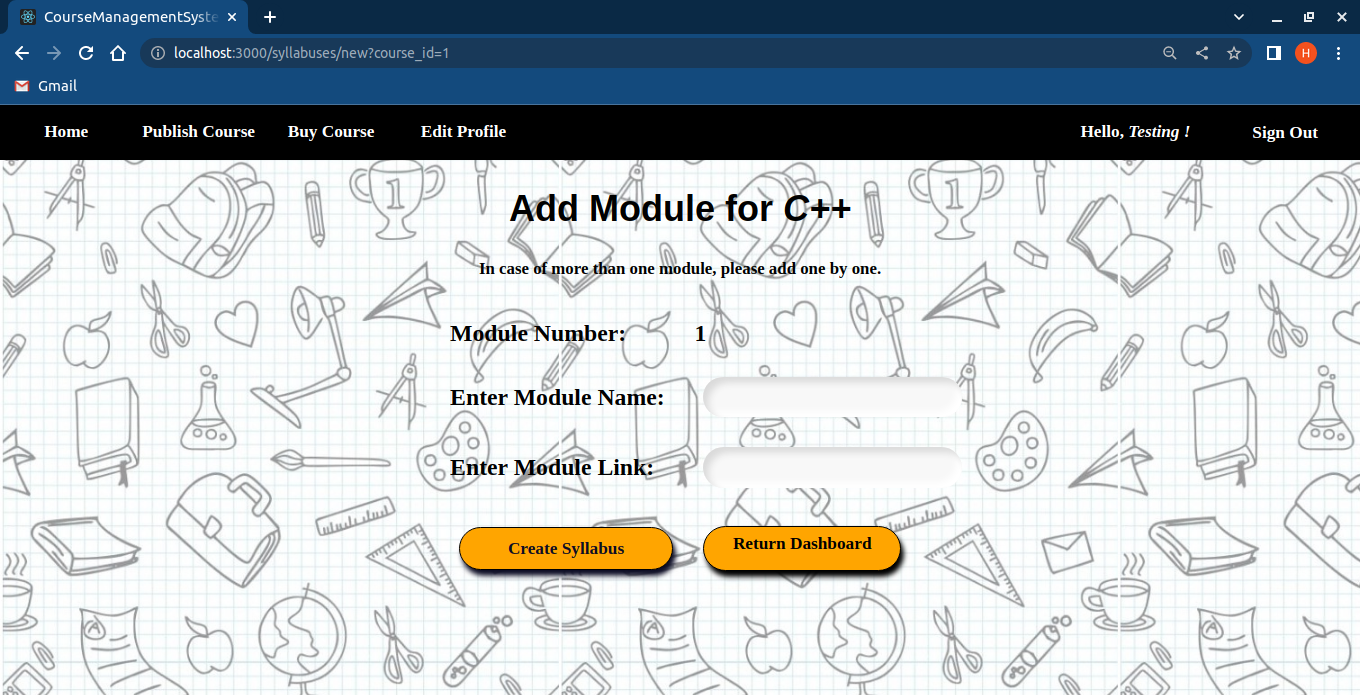 CourseManagementSyste
localhost:3000/syllabuses/new?course_id=1
H
Gmail
Home Publish Course Buy Course Edit Profile Hello, Testing ! Sign Out
Add Module for C++
In case of more than one module, please add one by one.
Module Number: 1
Enter Module Name:
Enter Module Link:
Create Syllabus Return Dashboard